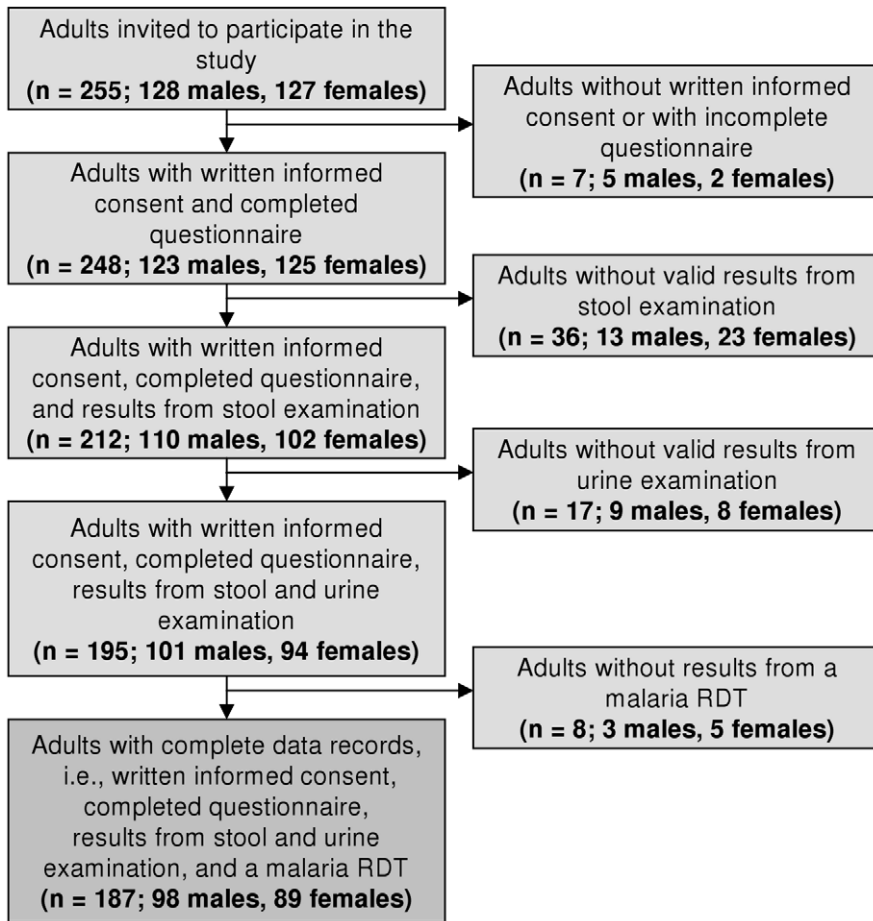 Adults invited to participate in the
study
(n = 255; 128 males, 127 females)
Adults without written informed
consent or with incomplete
questionnaire
(n = 7; 5 males, 2 females)
Adults with written informed
consent and completed
questionnaire
(n = 248; 123 males, 125 females)
Adults without valid results from
stool examination
(n = 36; 13 males, 23 females)
Adults with written informed
consent, completed questionnaire,
and results from stool examination
(n = 212; 110 males, 102 females)
Adults without valid results from
urine examination
(n = 17; 9 males, 8 females)
Adults with written informed
consent, completed questionnaire,
results from stool and urine
examination
(n = 195; 101 males, 94 females)
Adults without results from a
malaria RDT
(n = 8; 3 males, 5 females)
Adults with complete data records,
i.e., written informed consent,
completed questionnaire,
results from stool and urine
examination, and a malaria RDT
(n = 187; 98 males, 89 females)